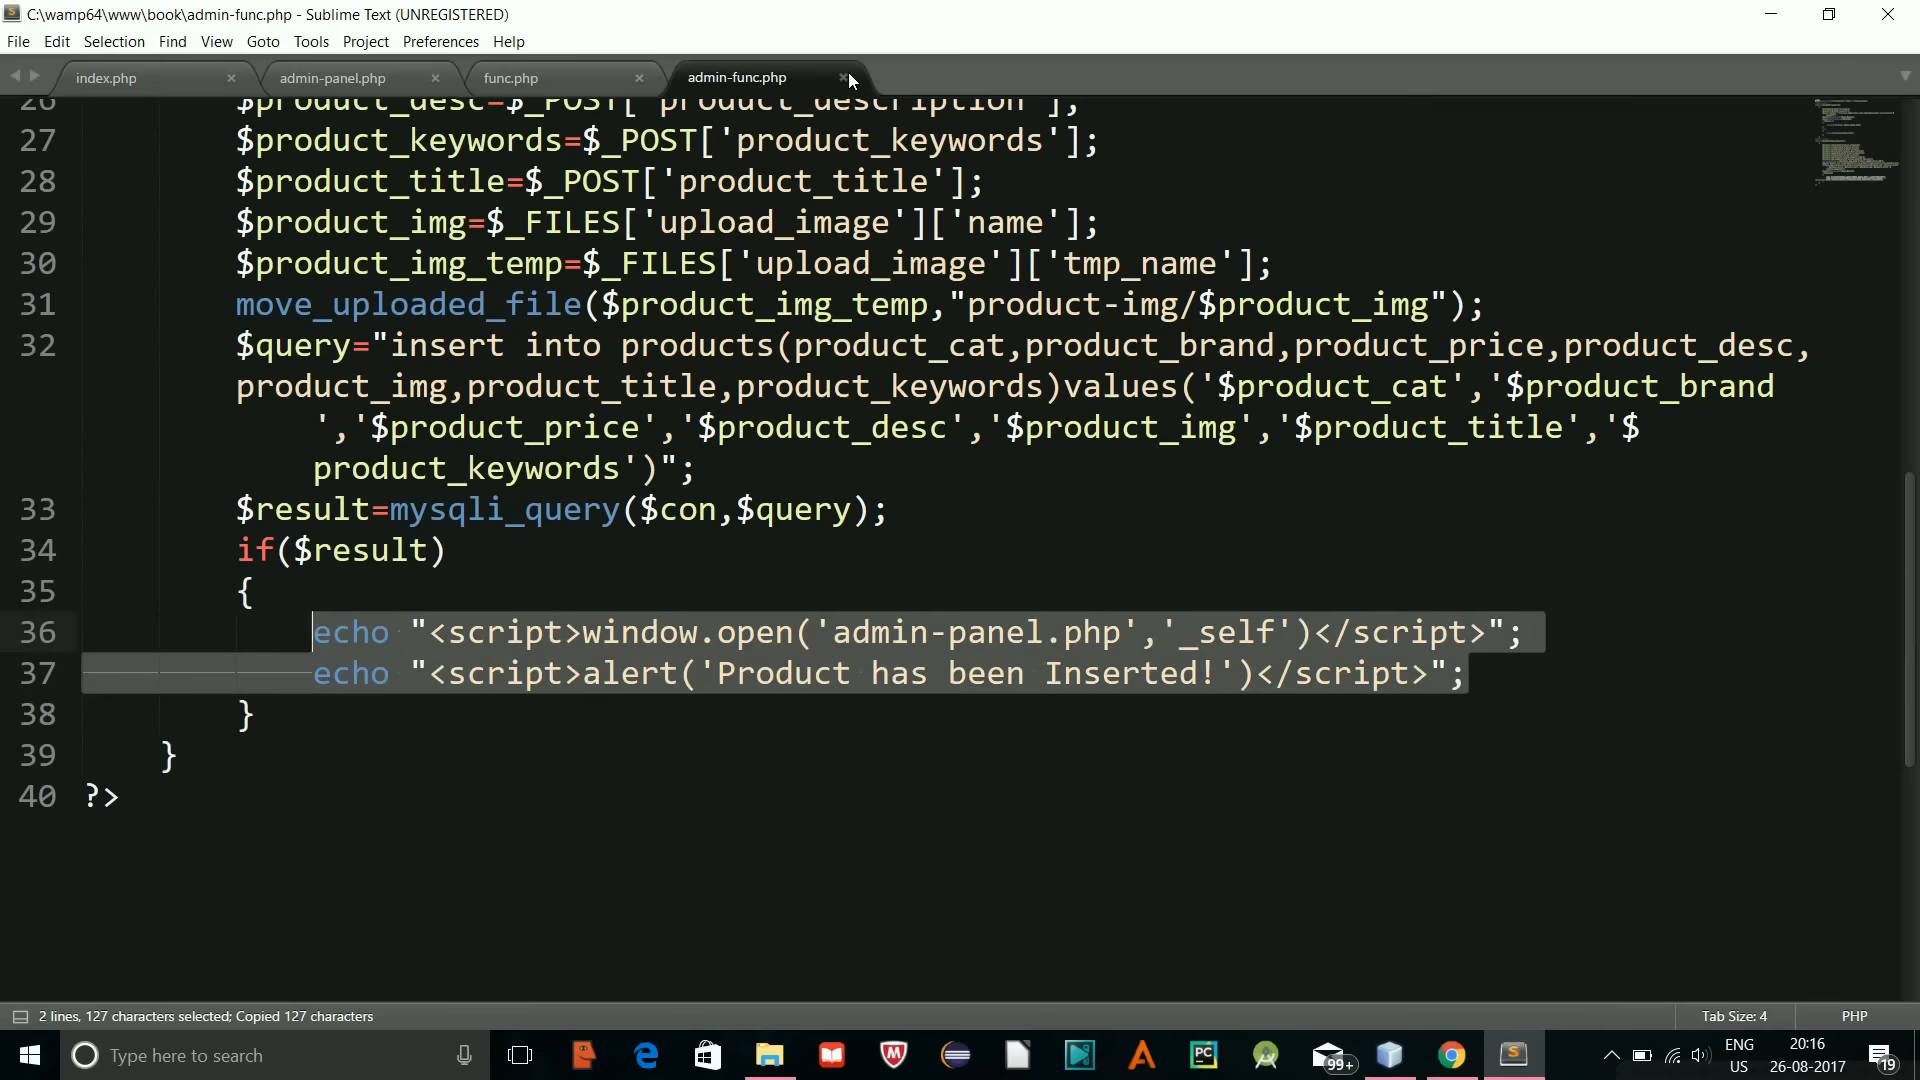 C:\wamp64\www\book\admin-func.php - Sublime Text (UNREGISTERED)
File Edit Selection Find View Goto Tools Project Preferences Help
index.php × admin-panel.php × func.php × admin-func.php ×
26 $product_desc=$_POST['product_description'];
27 $product_keywords=$_POST['product_keywords'];
28 $product_title=$_POST['product_title'];
29 $product_img=$_FILES['upload_image']['name'];
30 $product_img_temp=$_FILES['upload_image']['tmp_name'];
31 move_uploaded_file($product_img_temp,"product-img/$product_img");
32 $query="insert into products(product_cat,product_brand,product_price,product_desc,
product_img,product_title,product_keywords)values('$product_cat','$product_brand
','$product_price','$product_desc','$product_img','$product_title','$
product_keywords')";
33 $result=mysqli_query($con,$query);
34 if($result)
35 {
36 echo "<script>window.open('admin-panel.php','_self')</script>";
37 echo "<script>alert('Product has been Inserted!')</script>";
38 }
39 }
40 ?>
2 lines, 127 characters selected; Copied 127 characters Tab Size: 4 PHP
Type here to search
PC
99+
ENG
US
20:16
26-08-2017
19